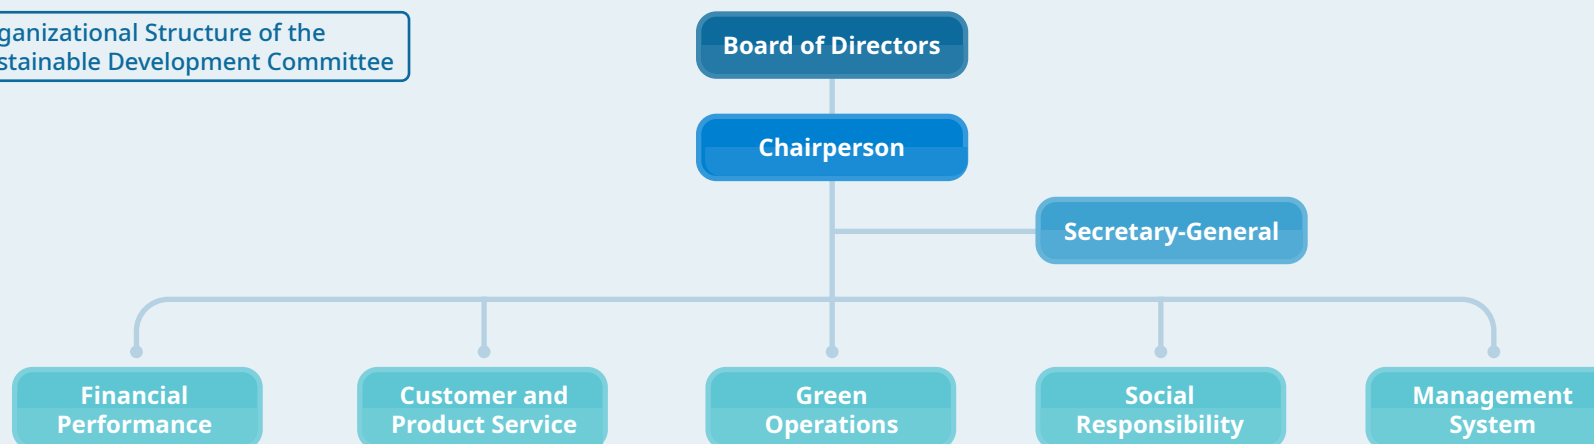 ganizational Structure of the
stainable Development Committee
Board of Directors
Chairperson
Secretary-General
Financial
Performance
Customer and
Product Service
Green
Operations
Social
Responsibility
Management
System